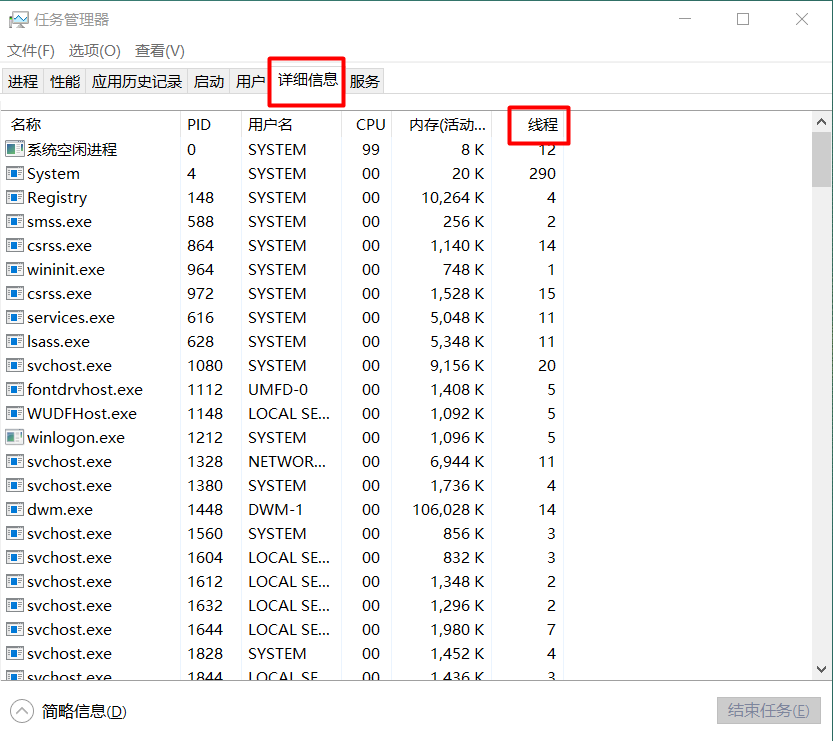 任务管理器
文件(F) 选项(O) 查看(V)
进程 性能 应用历史记录 启动 用户 详细信息 服务
名称 PID 用户名 CPU 内存(活动... 线程
系统空闲进程 0 SYSTEM 99 8 K 12
System 4 SYSTEM 00 20 K 290
Registry 148 SYSTEM 00 10,264 K 4
smss.exe 588 SYSTEM 00 256 K 2
csrss.exe 864 SYSTEM 00 1,140 K 14
wininit.exe 964 SYSTEM 00 748 K 1
csrss.exe 972 SYSTEM 00 1,528 K 15
services.exe 616 SYSTEM 00 5,048 K 11
lsass.exe 628 SYSTEM 00 5,348 K 11
svchost.exe 1080 SYSTEM 00 9,156 K 20
fontdrvhost.exe 1112 UMFD-0 00 1,408 K 5
WUDFHost.exe 1148 LOCAL SE... 00 1,092 K 5
winlogon.exe 1212 SYSTEM 00 1,096 K 5
svchost.exe 1328 NETWOR... 00 6,944 K 11
svchost.exe 1380 SYSTEM 00 1,736 K 4
dwm.exe 1448 DWM-1 00 106,028 K 14
svchost.exe 1560 SYSTEM 00 856 K 3
svchost.exe 1604 LOCAL SE... 00 832 K 3
svchost.exe 1612 LOCAL SE... 00 1,348 K 2
svchost.exe 1632 LOCAL SE... 00 1,296 K 2
svchost.exe 1644 LOCAL SE... 00 1,980 K 7
svchost.exe 1828 SYSTEM 00 1,452 K 4
svchost.exe 1844 LOCAL SE... 00 1,436 K 3
简略信息(D) 结束任务(E)